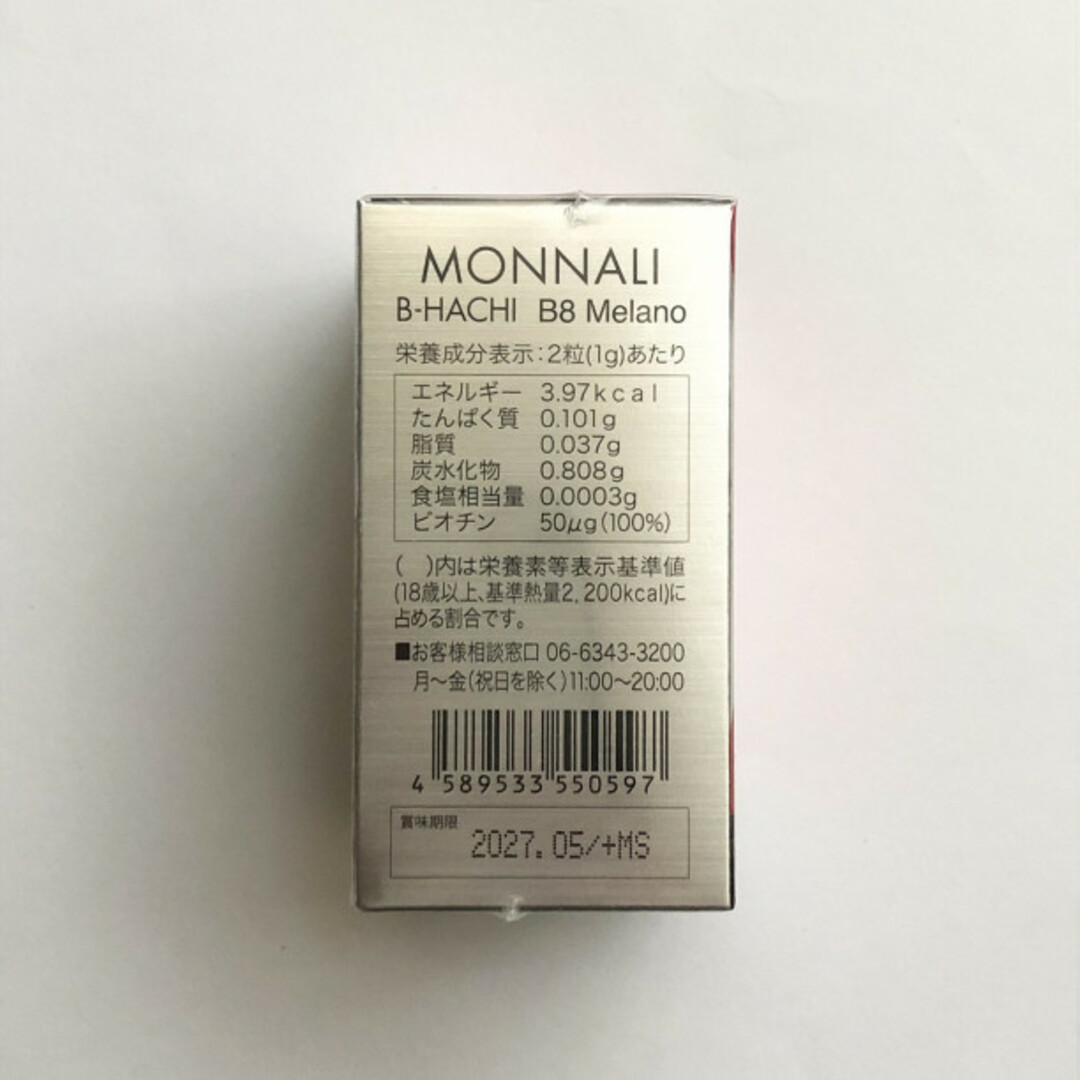 MONNALI
B-HACHI B8 Melano
栄養成分表示:2粒(1g)あたり
エネルギー 3.97kcal
たんぱく質 0.101g
脂質 0.037g
炭水化物 0.808g
食塩相当量 0.0003g
ビオチン 50μg(100%)
( )内は栄養素等表示基準値
(18歳以上、基準熱量2,200kcal)に
占める割合です。
■お客様相談窓口 06-6343-3200
月～金(祝日を除く)11:00～20:00
4 589533 550597
賞味期限
2027.05/+MS